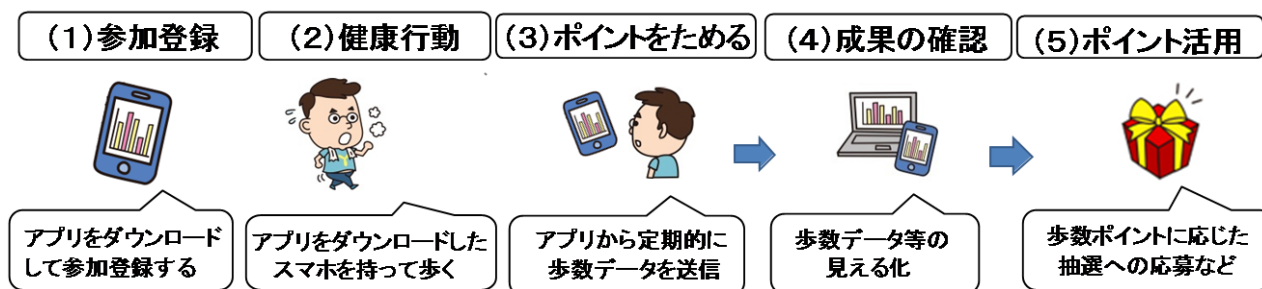 (1)参加登録
(2)健康行動
(3)ポイントをためる
(4)成果の確認
(5)ポイント活用
アプリをダウンロード
して参加登録する
アプリをダウンロードした
スマホを持って歩く
アプリから定期的に
歩数データを送信
歩数データ等の
見える化
歩数ポイントに応じた
抽選への応募など